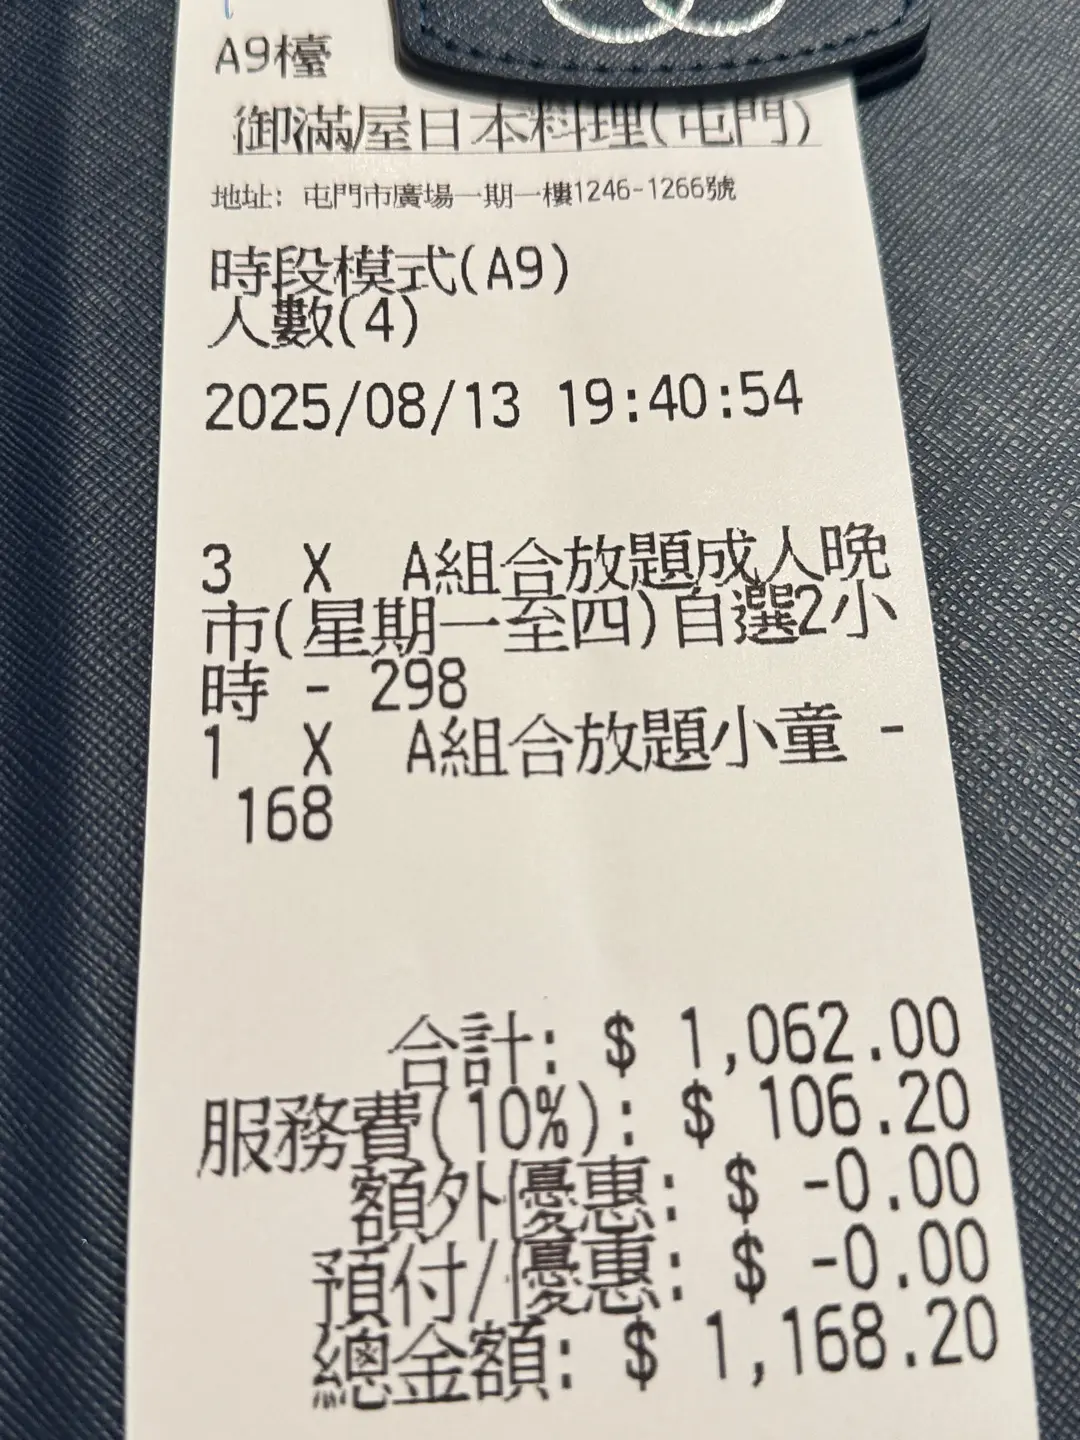 A9檯
御滿屋日本料理(屯門)
地址: 屯門市廣場一期一樓1246-1266號
時段模式(A9)
人數(4)
2025/08/13 19:40:54
3 X A組合放題成人晚
市(星期一至四)自選2小
時 - 298
1 X A組合放題小童 -
168
合計: $ 1,062.00
服務費(10%): $ 106.20
額外優惠: $ -0.00
預付/優惠: $ -0.00
總金額: $ 1,168.20